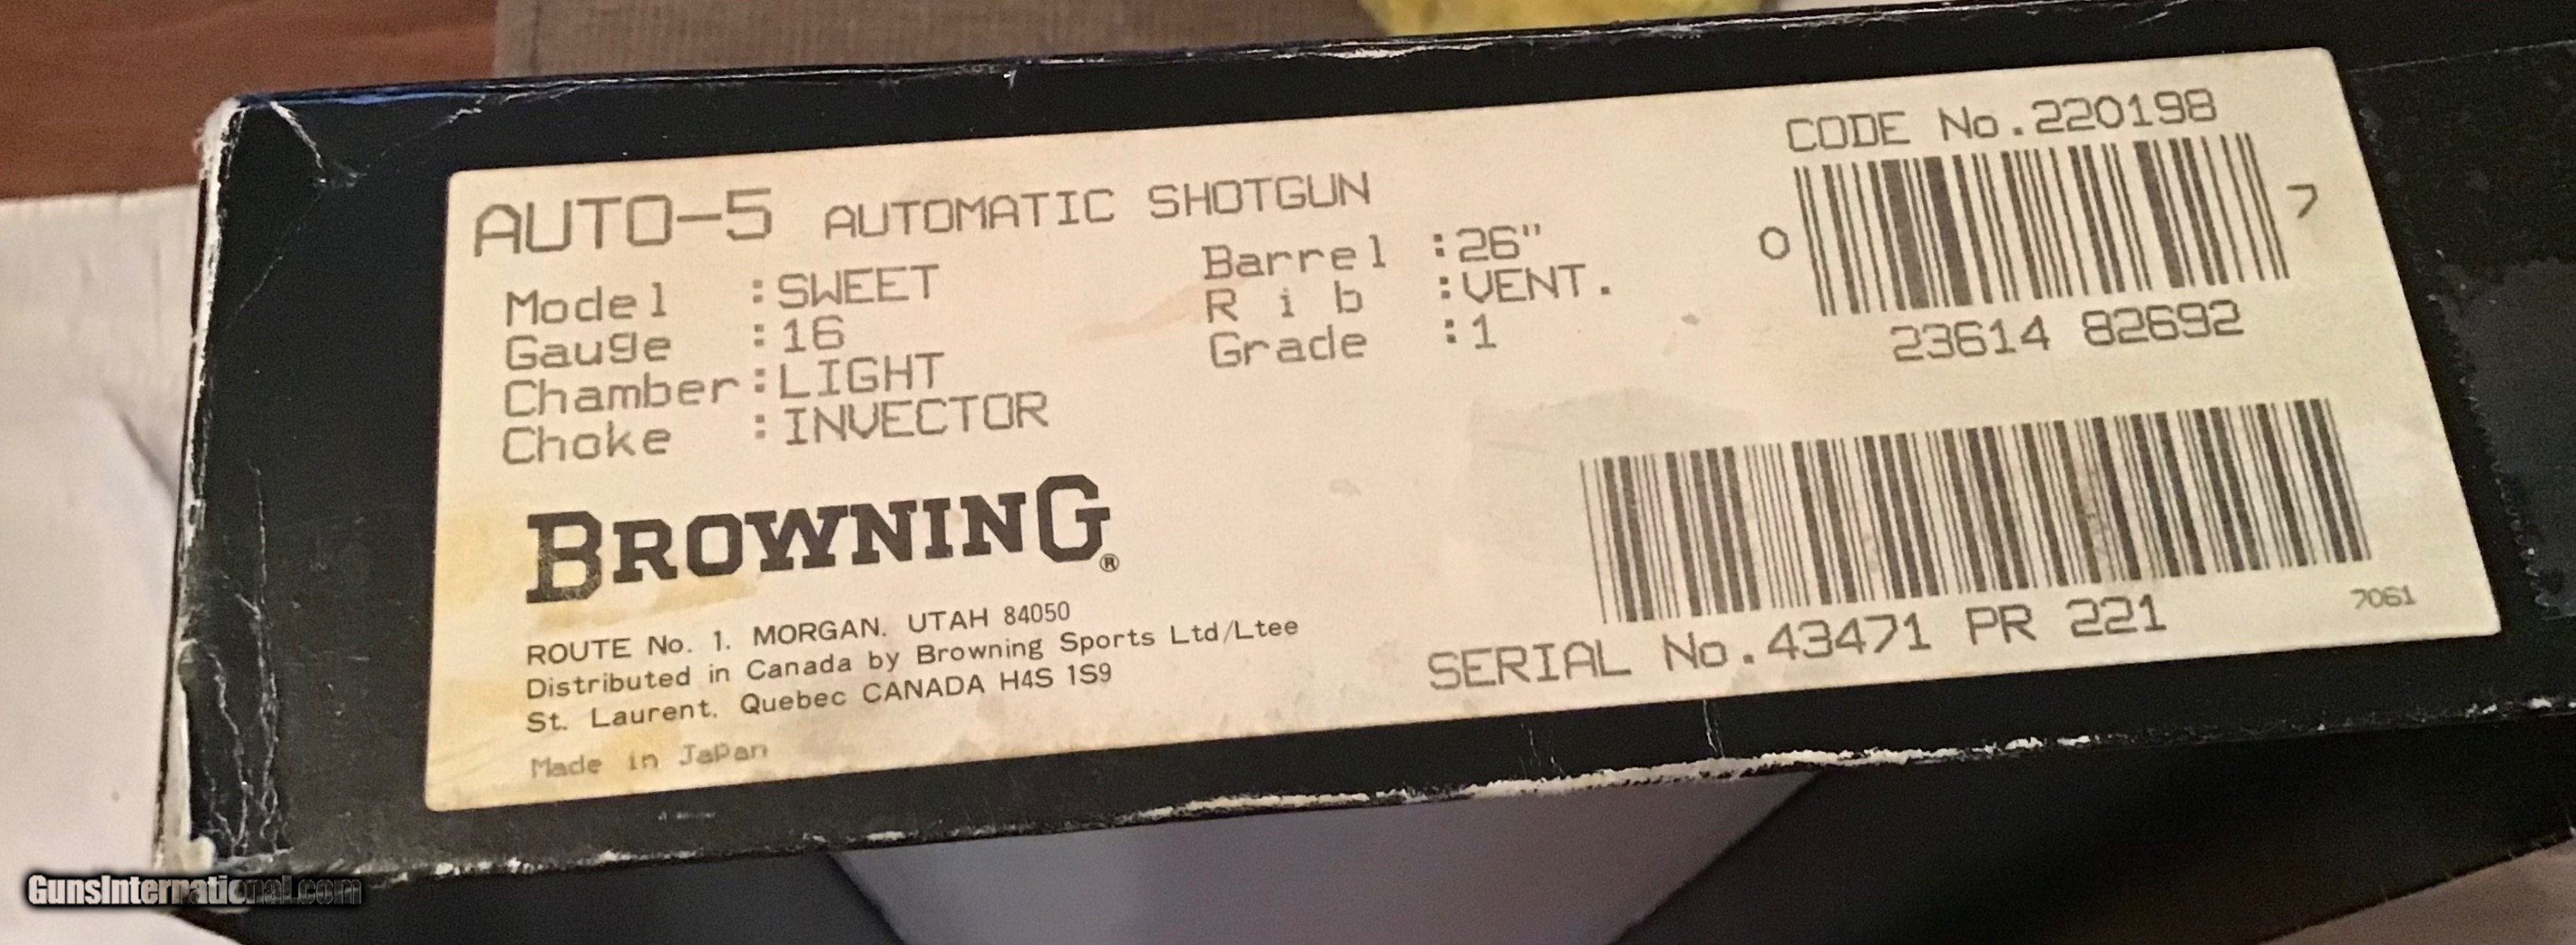 AUTO-5 AUTOMATIC SHOTGUN
Model :SWEET
Gauge :16
Chamber:LIGHT
Choke :INVECTOR
Barrel :26"
Rib :VENT.
Grade :1
CODE No.220198
0 7
23614 82692
BROWNING®
ROUTE No. 1, MORGAN, UTAH 84050
Distributed in Canada by Browning Sports Ltd/Ltee
St. Laurent, Quebec CANADA H4S 1S9
Made in Japan
SERIAL No.43471 PR 221
7061
GunsInternational.com